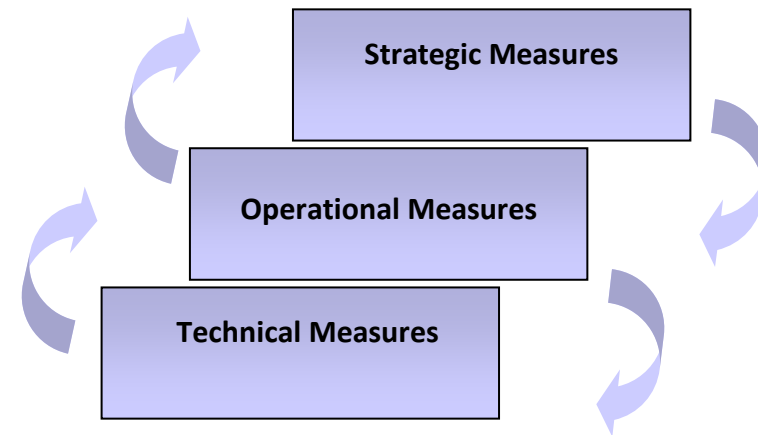 Strategic Measures
Operational Measures
Technical Measures